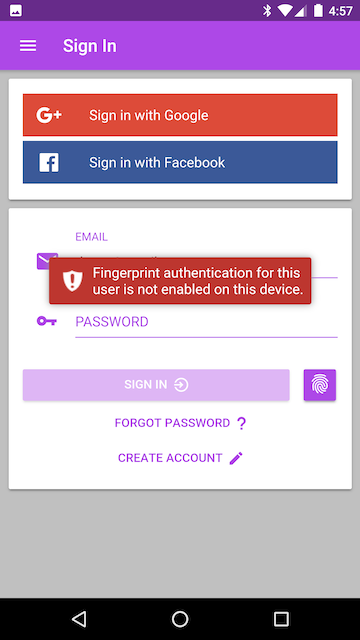 4:57
Sign In
G+ Sign in with Google
Sign in with Facebook
EMAIL
Fingerprint authentication for this
user is not enabled on this device.
PASSWORD
SIGN IN
FORGOT PASSWORD ?
CREATE ACCOUNT